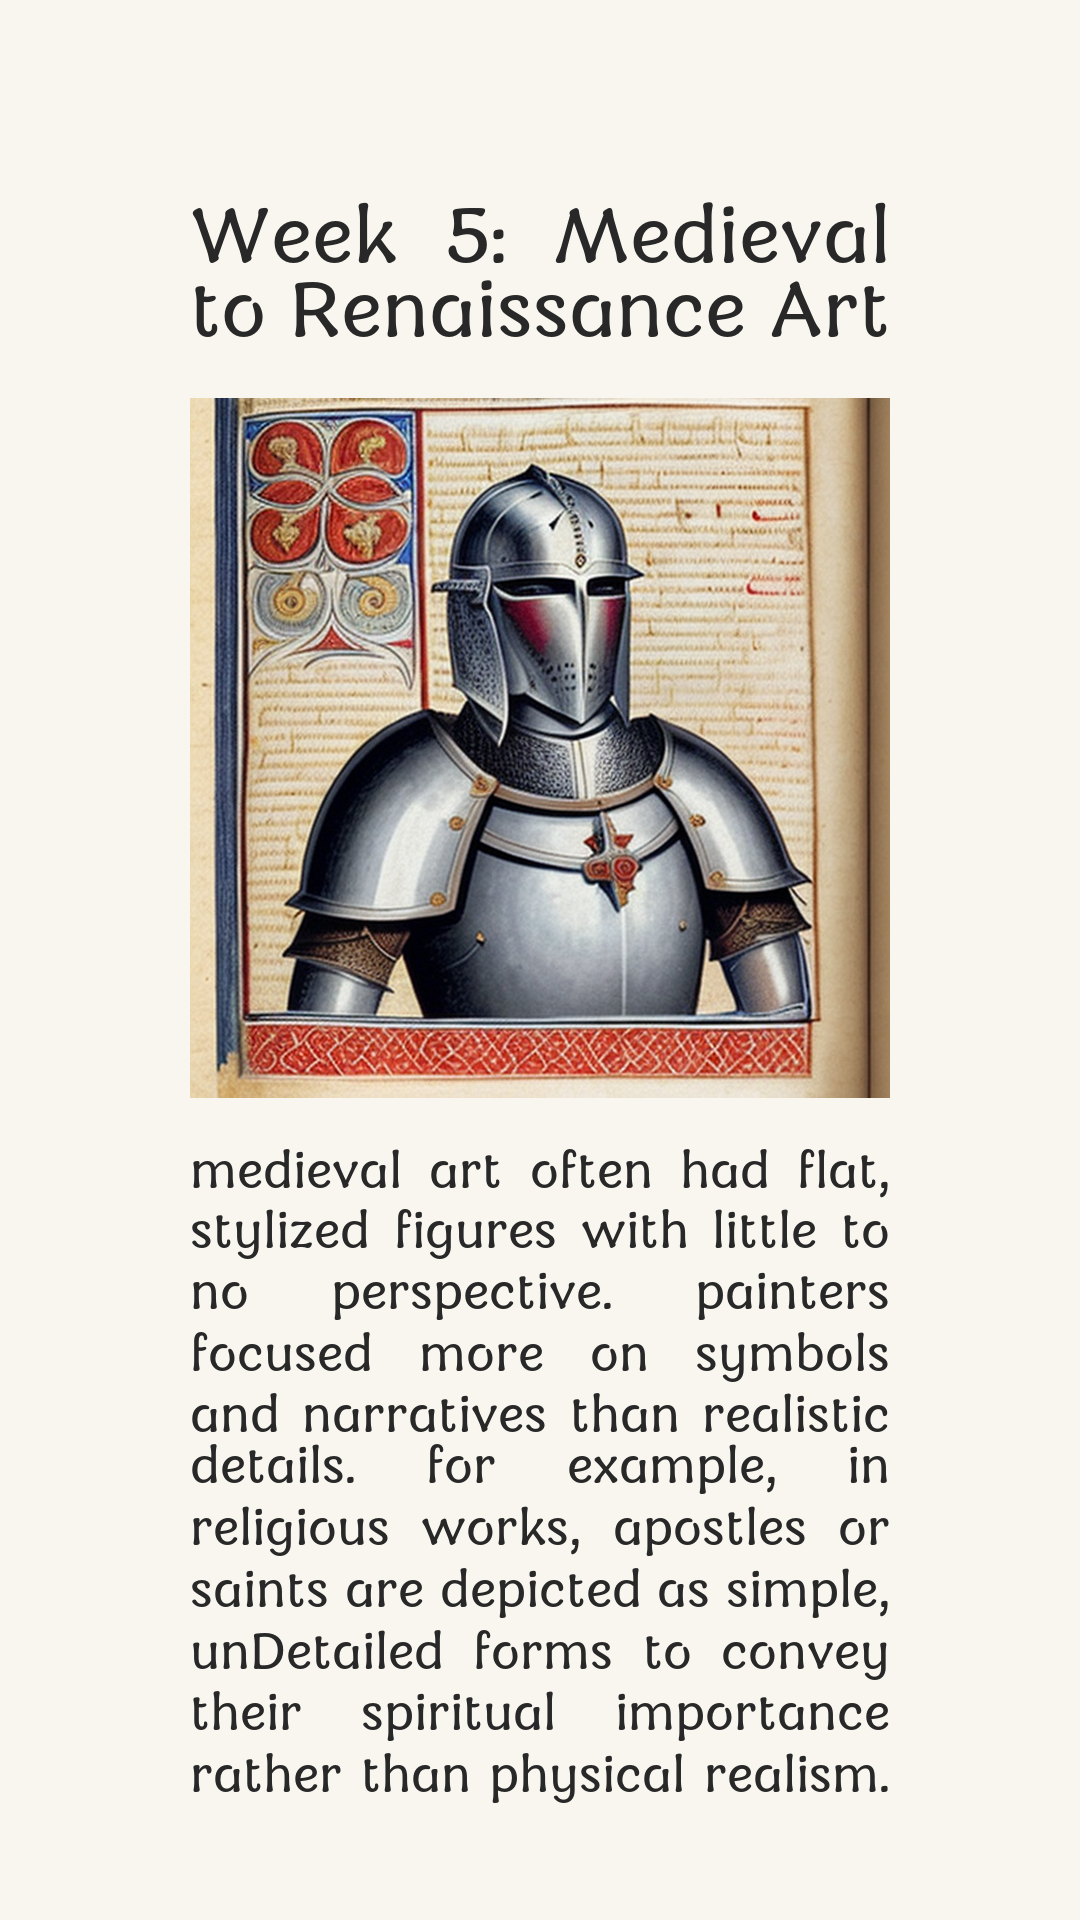 Week 5: Medieval
to Renaissance Art
medieval art often had flat,
stylized figures with little to
no perspective. painters
focused more on symbols
and narratives than realistic
details. for example, in
religious works, apostles or
saints are depicted as simple,
unDetailed forms to convey
their spiritual importance
rather than physical realism.